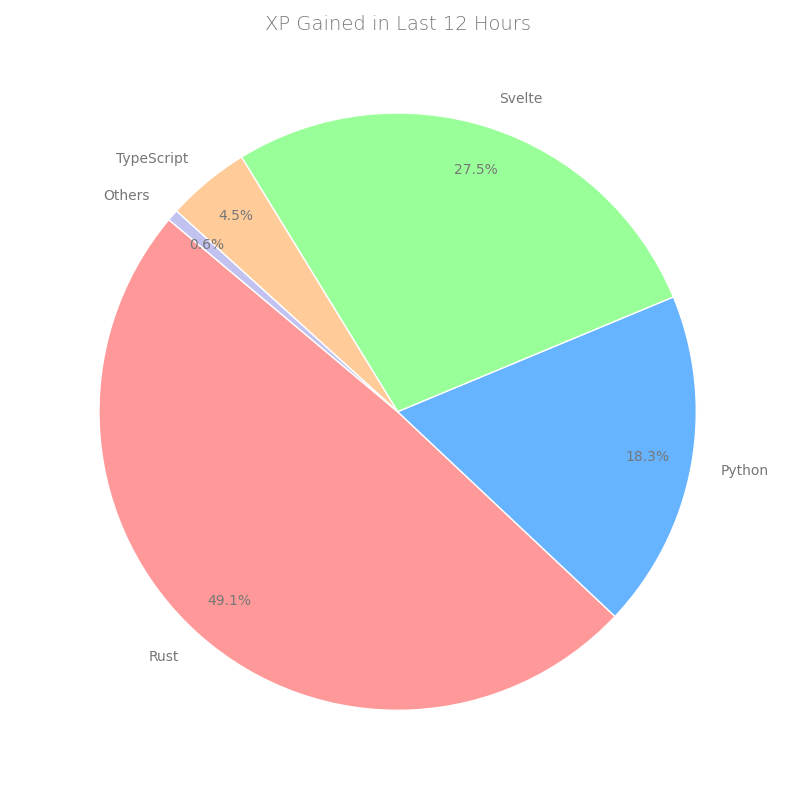 XP Gained in Last 12 Hours
Svelte
TypeScript
27.5%
Others
4.5%
0.6%
18.3%
Python
49.1%
Rust